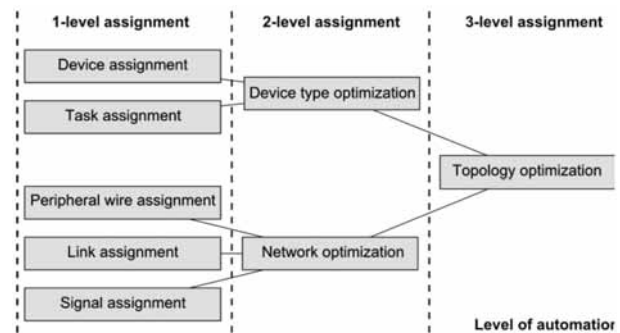 1-level assignment
2-level assignment
3-level assignment
Device assignment
Device type optimization
Task assignment
Topology optimization
Peripheral wire assignment
Link assignment
Network optimization
Signal assignment
Level of automation